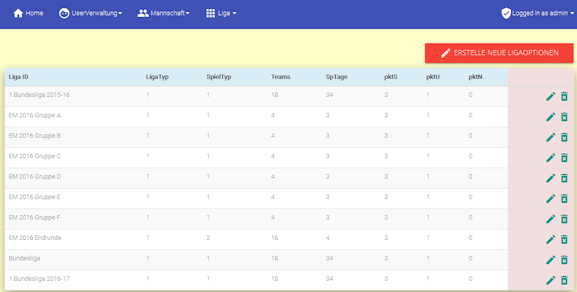 Home UserVerwaltung Mannschaft Liga Logged in as admin
ERSTELLE NEUE LIGAOPTIONEN
Liga ID LigaTyp SpielTyp Teams SpTage pktS pktU pktN
1.Bundesliga 2015-16 1 1 18 34 3 1 0
EM 2016 Gruppe A 1 1 4 3 3 1 0
EM 2016 Gruppe B 1 1 4 3 3 1 0
EM 2016 Gruppe C 1 1 4 3 3 1 0
EM 2016 Gruppe D 1 1 4 3 3 1 0
EM 2016 Gruppe E 1 1 4 3 3 1 0
EM 2016 Gruppe F 1 1 4 3 3 1 0
EM 2016 Endrunde 1 2 16 4 3 1 0
Bundesliga 1 1 18 34 3 1 0
1.Bundesliga 2016-17 1 1 18 34 3 1 0